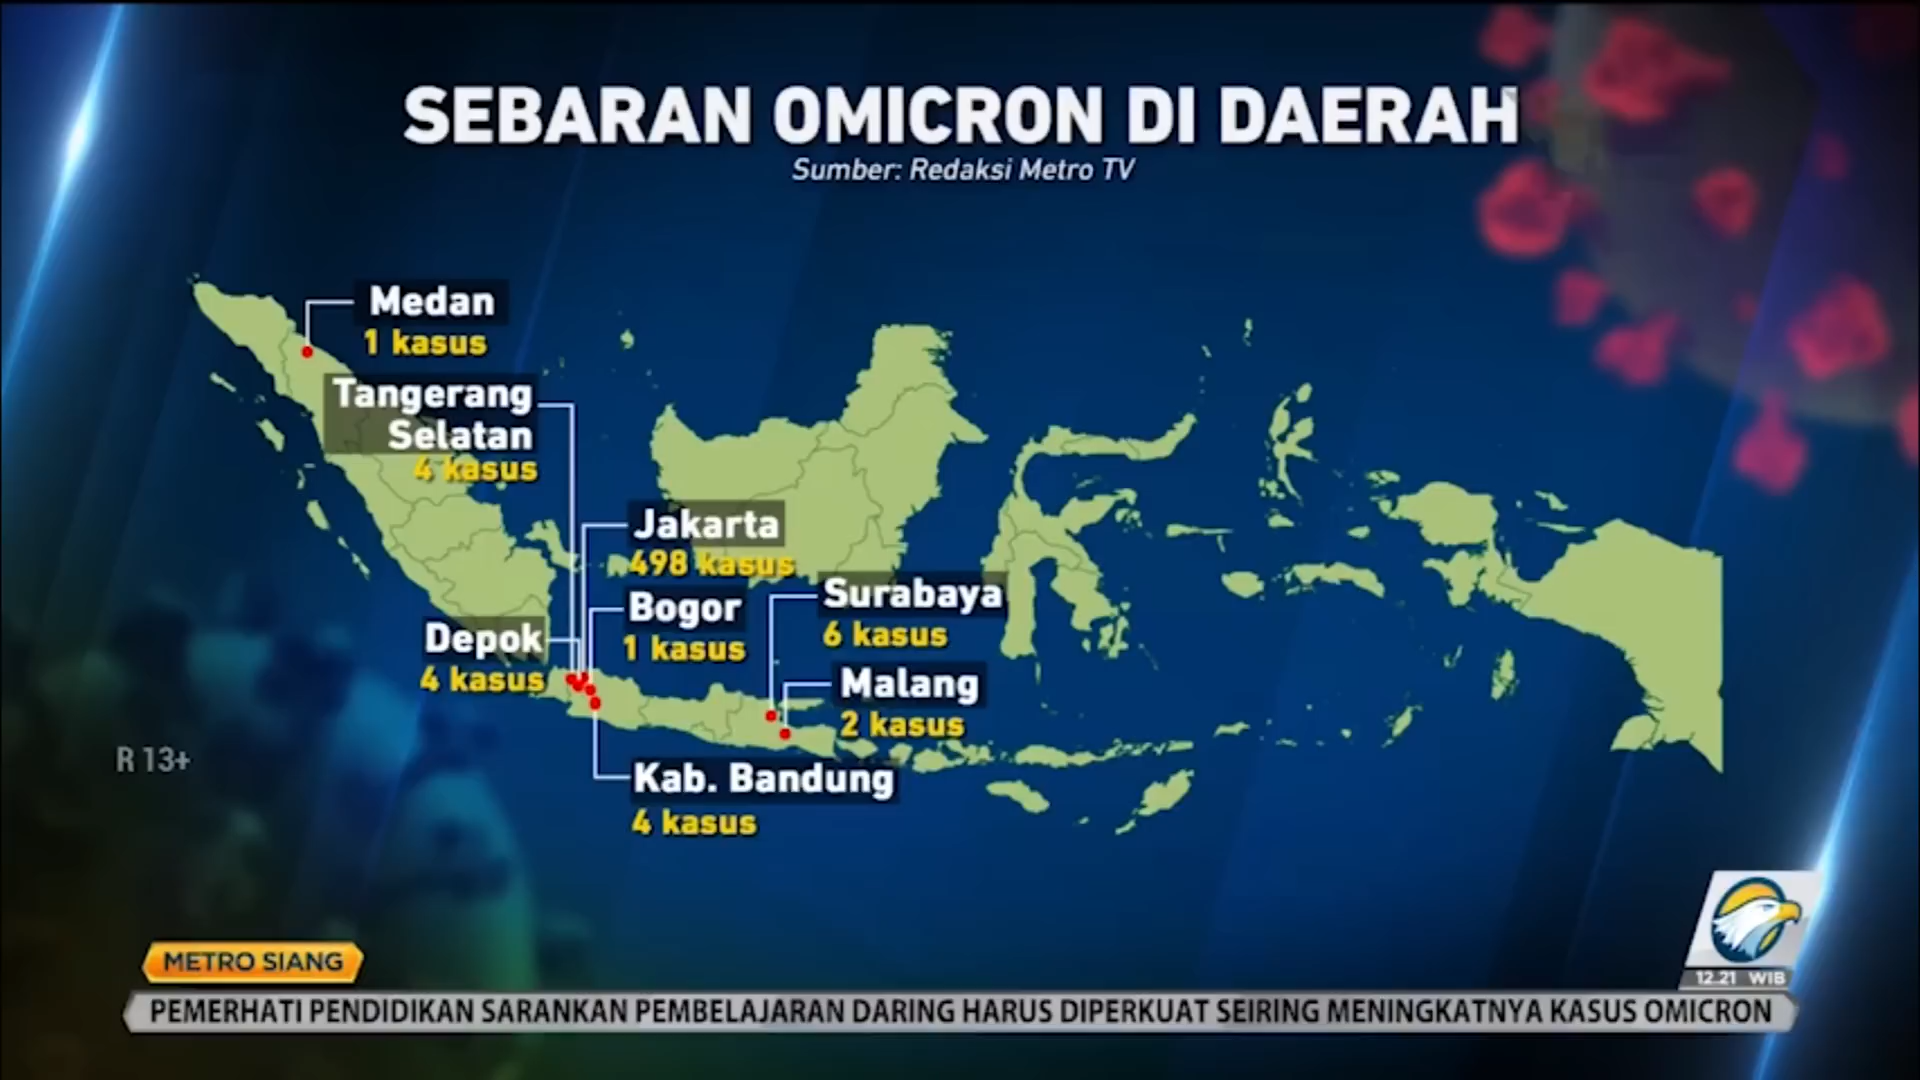 SEBARAN OMICRON DI DAERAH
Sumber: Redaksi Metro TV
Medan
1 kasus
Tangerang
Selatan
4 kasus
Jakarta
498 kasus
Bogor
1 kasus
Surabaya
6 kasus
Depok
4 kasus
Malang
2 kasus
Kab. Bandung
4 kasus
R 13+
METRO SIANG
12.21 WIB
PEMERHATI PENDIDIKAN SARANKAN PEMBELAJARAN DARING HARUS DIPERKUAT SEIRING MENINGKATNYA KASUS OMICRON